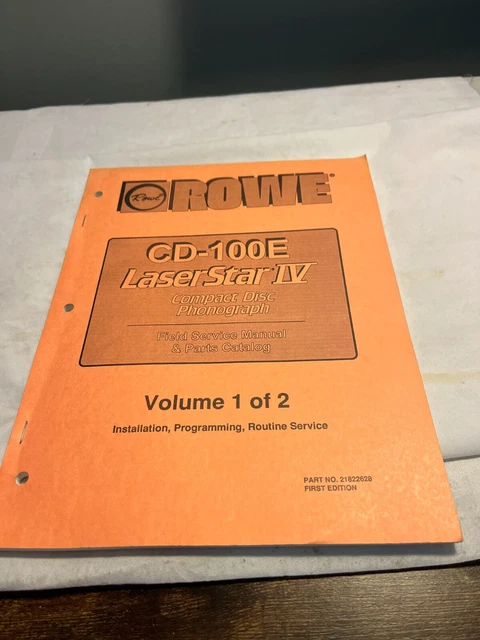 Rowe
ROWE®
CD-100E
LaserStar IV
Compact Disc
Phonograph
Field Service Manual
& Parts Catalog
Volume 1 of 2
Installation, Programming, Routine Service
PART NO. 21822628
FIRST EDITION